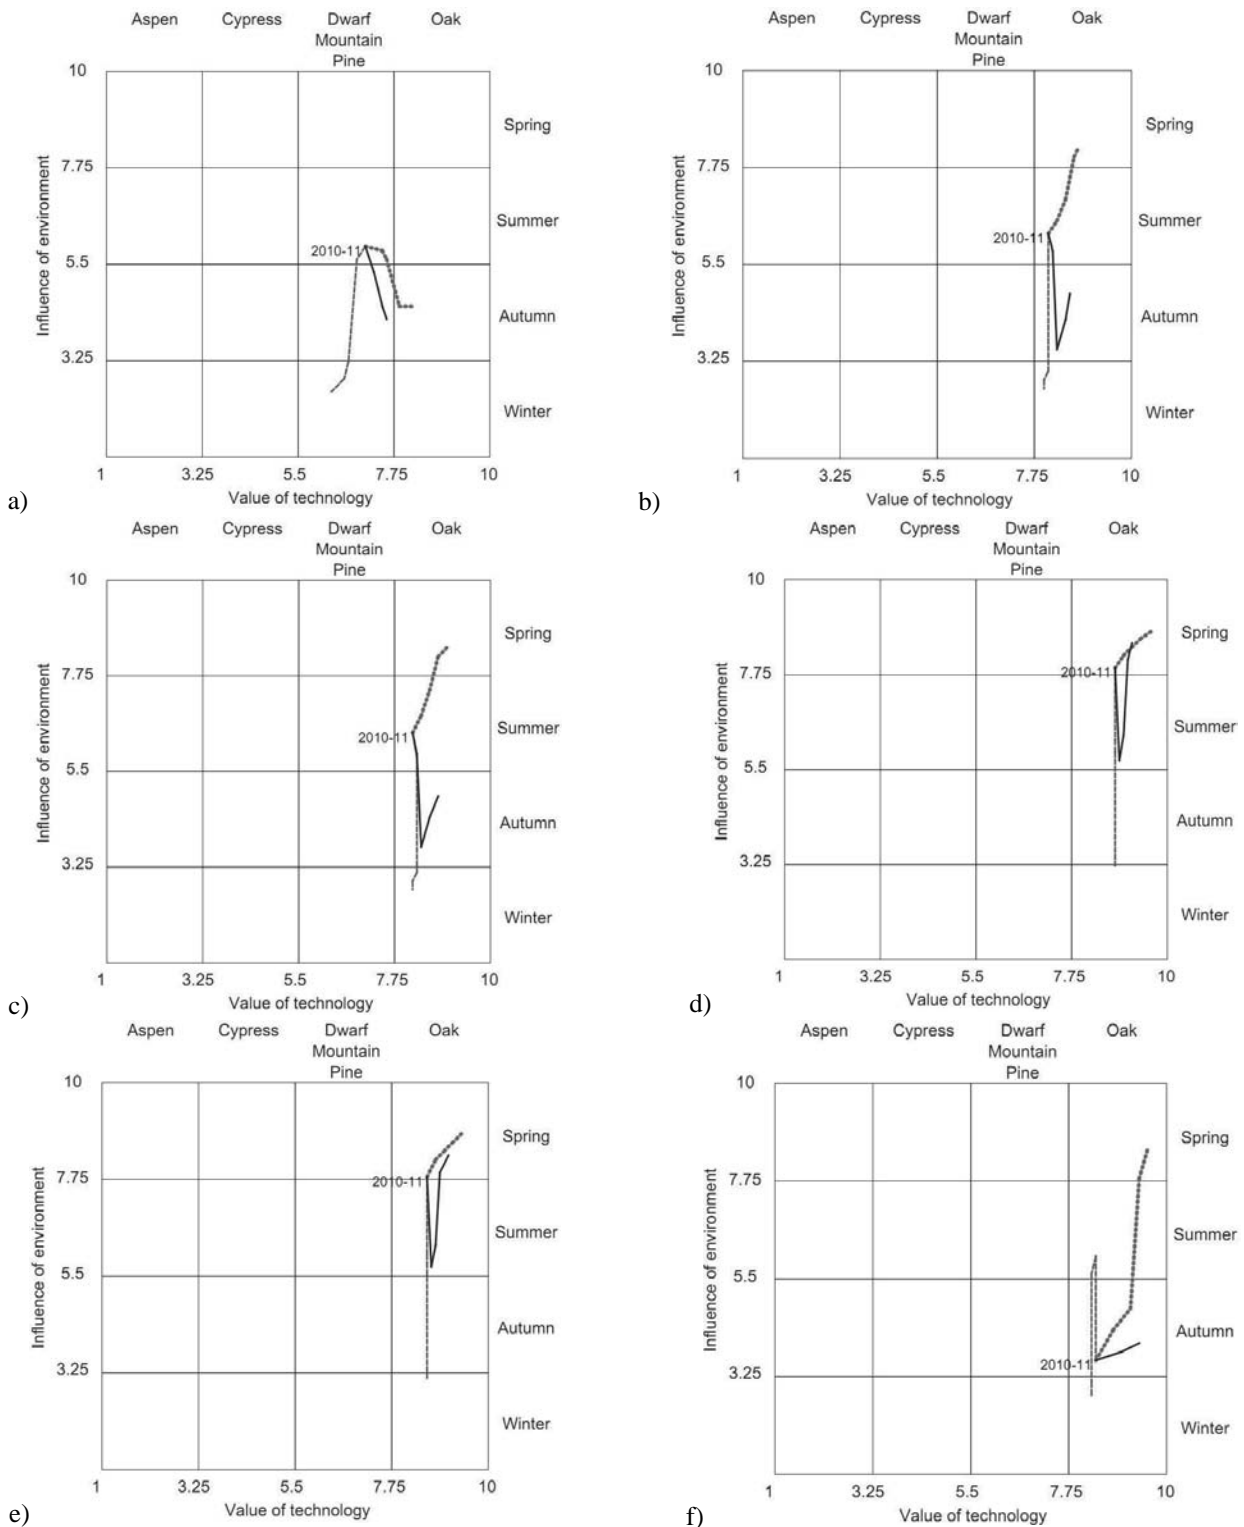 Aspen Cypress Dwarf Mountain Pine Oak
10
Spring
7.75
Summer
2010-11
5.5
Autumn
3.25
Winter
1 3.25 5.5 7.75 10
Influence of environment
Value of technology
a)
Aspen Cypress Dwarf Mountain Pine Oak
10
Spring
7.75
Summer
2010-11
5.5
Autumn
3.25
Winter
1 3.25 5.5 7.75 10
Influence of environment
Value of technology
b)
Aspen Cypress Dwarf Mountain Pine Oak
10
Spring
7.75
Summer
2010-11
5.5
Autumn
3.25
Winter
1 3.25 5.5 7.75 10
Influence of environment
Value of technology
c)
Aspen Cypress Dwarf Mountain Pine Oak
10
Spring
7.75
2010-11
Summer
5.5
Autumn
3.25
Winter
1 3.25 5.5 7.75 10
Influence of environment
Value of technology
d)
Aspen Cypress Dwarf Mountain Pine Oak
10
Spring
7.75
2010-11
Summer
5.5
Autumn
3.25
Winter
1 3.25 5.5 7.75 10
Influence of environment
Value of technology
e)
Aspen Cypress Dwarf Mountain Pine Oak
10
Spring
7.75
Summer
5.5
Autumn
2010-11
3.25
Winter
1 3.25 5.5 7.75 10
Influence of environment
Value of technology
f)